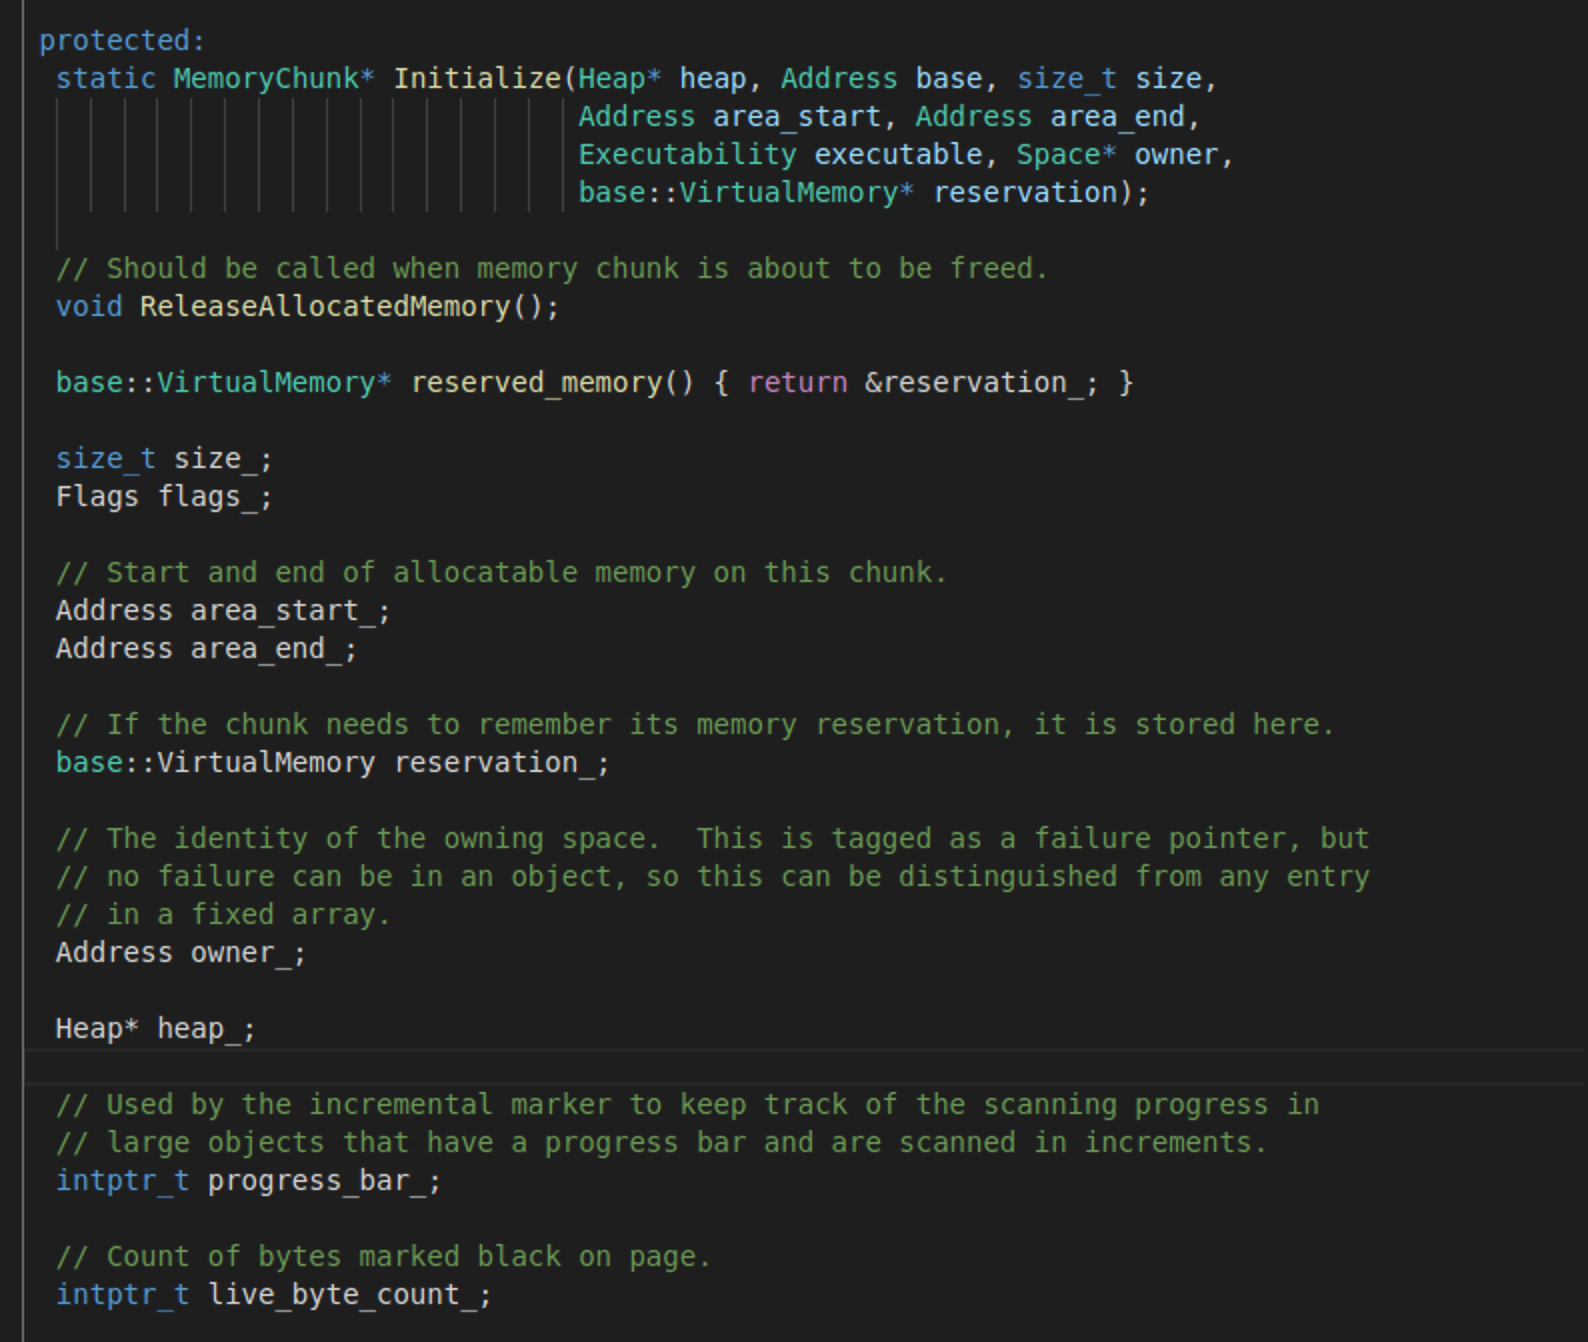 protected:
static MemoryChunk* Initialize(Heap* heap, Address base, size_t size,
Address area_start, Address area_end,
Executability executable, Space* owner,
base::VirtualMemory* reservation);
// Should be called when memory chunk is about to be freed.
void ReleaseAllocatedMemory();
base::VirtualMemory* reserved_memory() { return &reservation_; }
size_t size_;
Flags flags_;
// Start and end of allocatable memory on this chunk.
Address area_start_;
Address area_end_;
// If the chunk needs to remember its memory reservation, it is stored here.
base::VirtualMemory reservation_;
// The identity of the owning space.  This is tagged as a failure pointer, but
// no failure can be in an object, so this can be distinguished from any entry
// in a fixed array.
Address owner_;
Heap* heap_;
// Used by the incremental marker to keep track of the scanning progress in
// large objects that have a progress bar and are scanned in increments.
intptr_t progress_bar_;
// Count of bytes marked black on page.
intptr_t live_byte_count_;